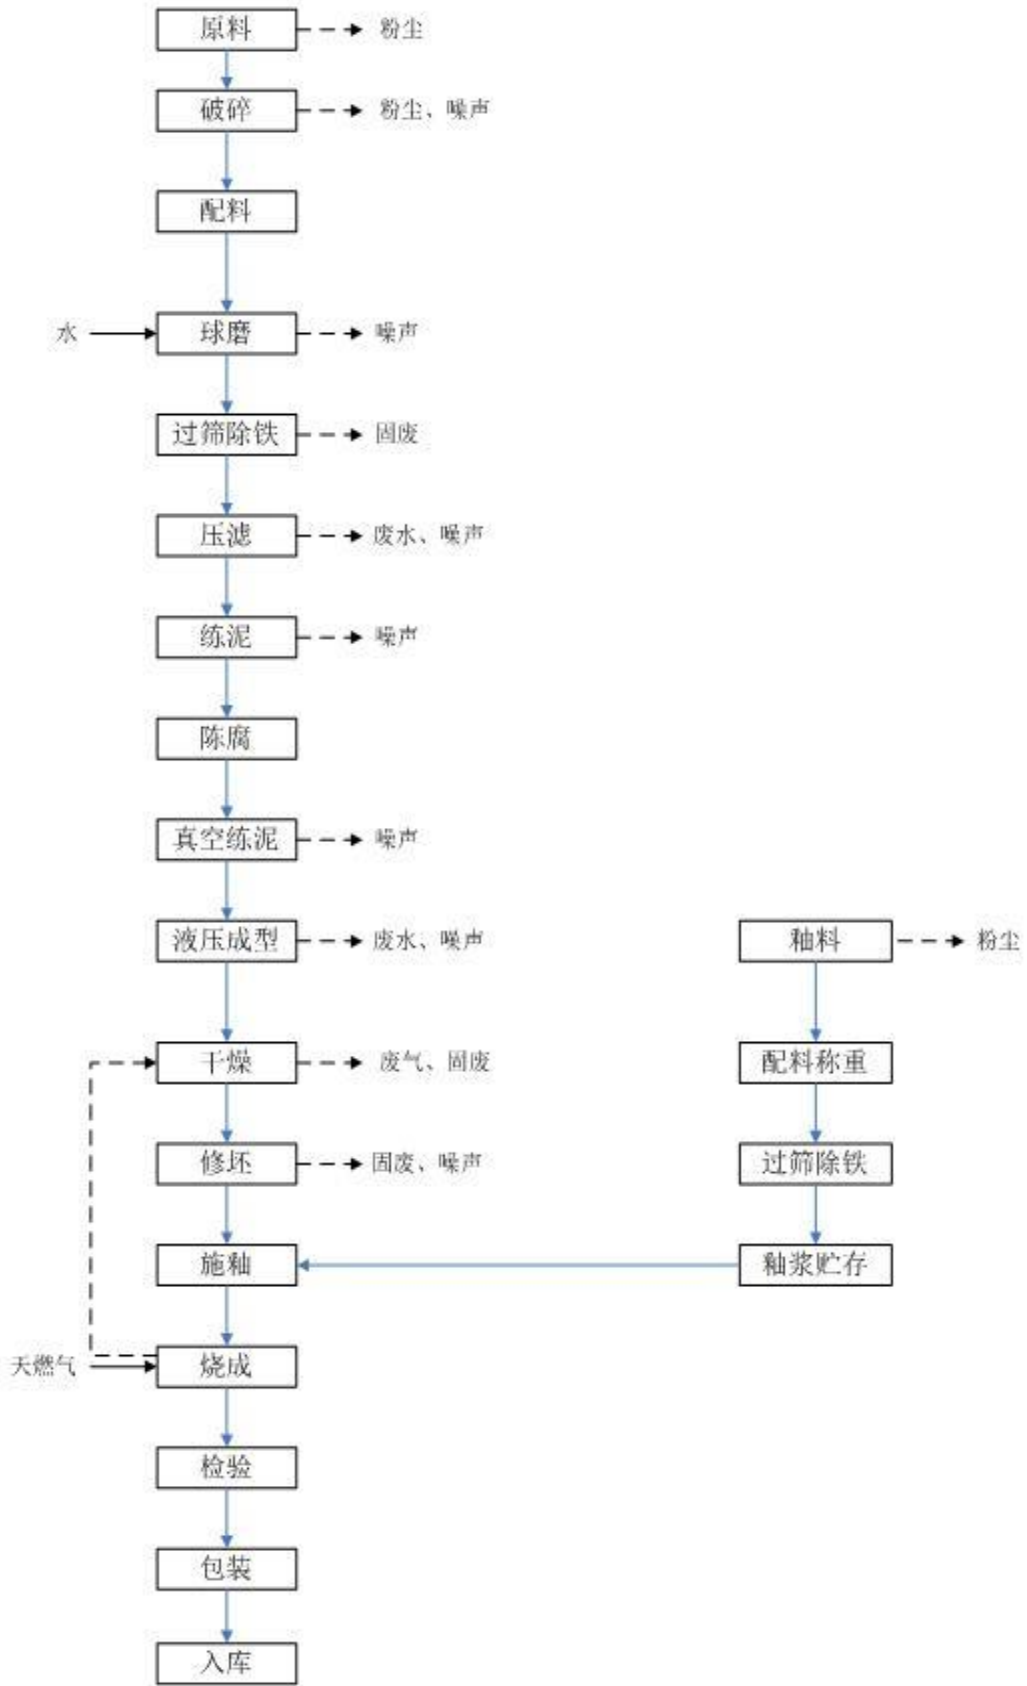 原料 粉尘
破碎 粉尘、噪声
配料
水 球磨 噪声
过筛除铁 固废
压滤 废水、噪声
练泥 噪声
陈腐
真空练泥 噪声
液压成型 废水、噪声 釉料 粉尘
干燥 废气、固废 配料称重
修坯 固废、噪声 过筛除铁
施釉 釉浆贮存
天燃气 烧成
检验
包装
入库